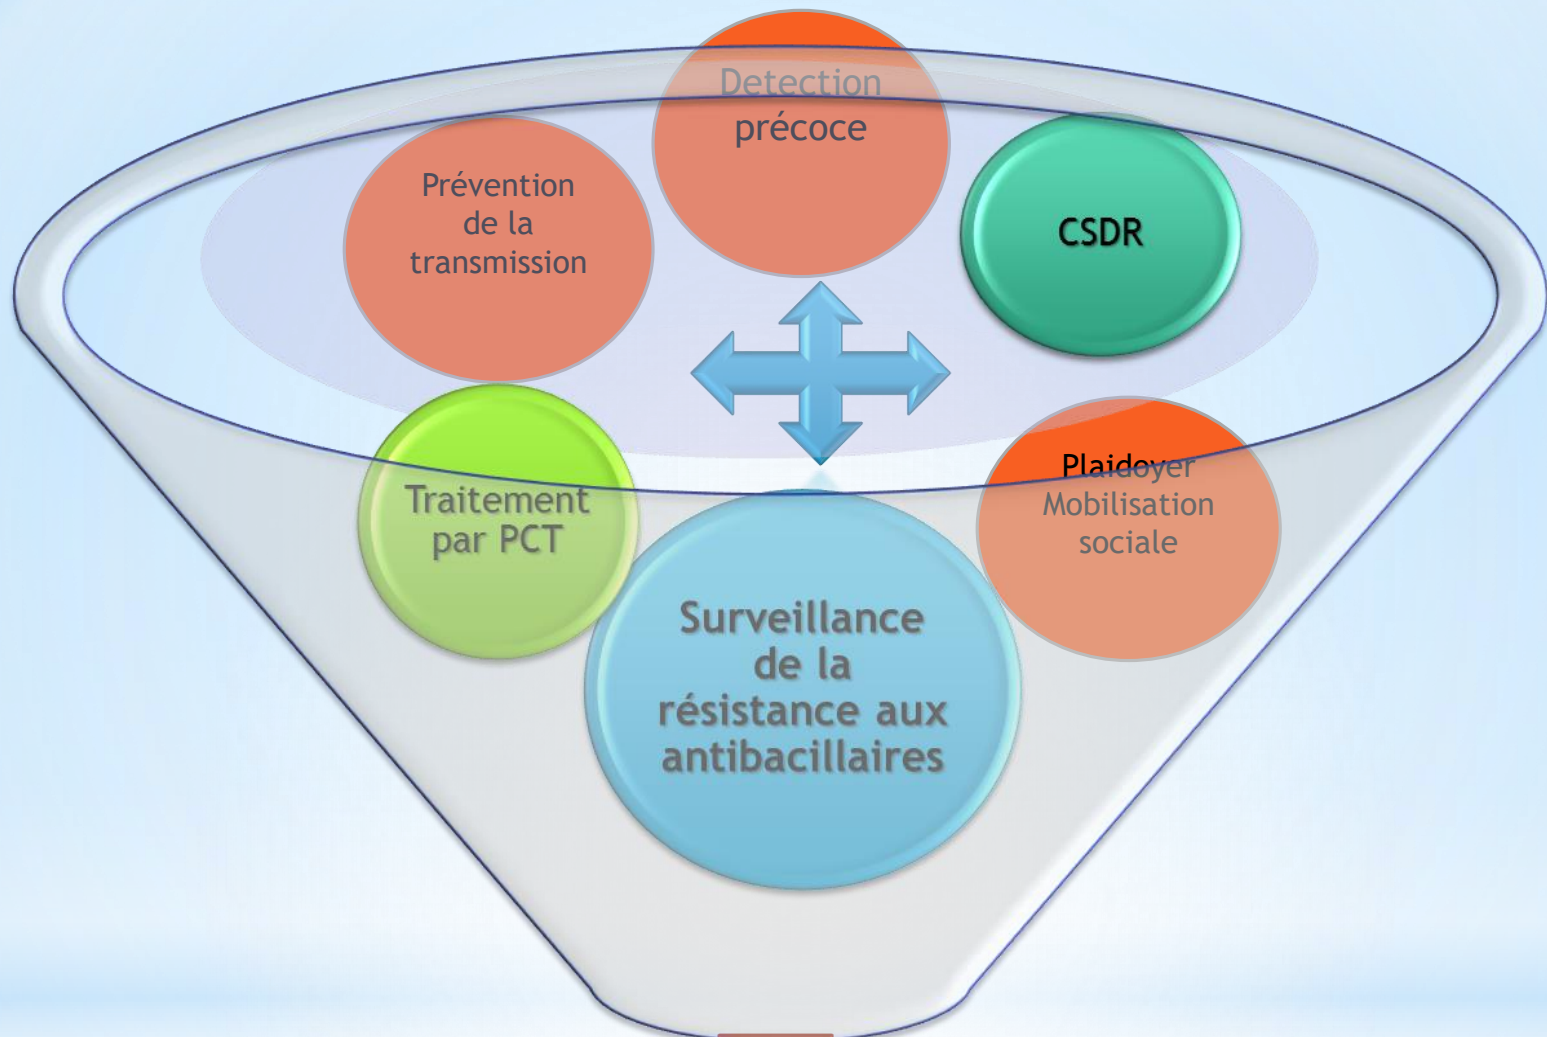 Detection
précoce
Prévention
de la
transmission
CSDR
Traitement
par PCT
Plaidoyer
Mobilisation
sociale
Surveillance
de la
résistance aux
antibacillaires